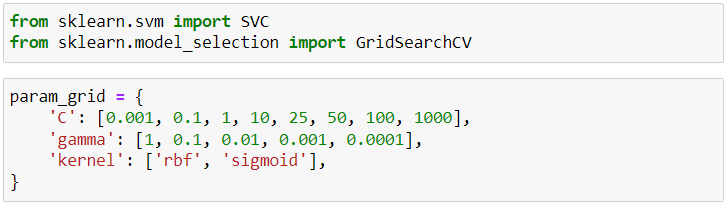 from sklearn.svm import SVC
from sklearn.model_selection import GridSearchCV
param_grid = {
    'C': [0.001, 0.1, 1, 10, 25, 50, 100, 1000],
    'gamma': [1, 0.1, 0.01, 0.001, 0.0001],
    'kernel': ['rbf', 'sigmoid'],
}